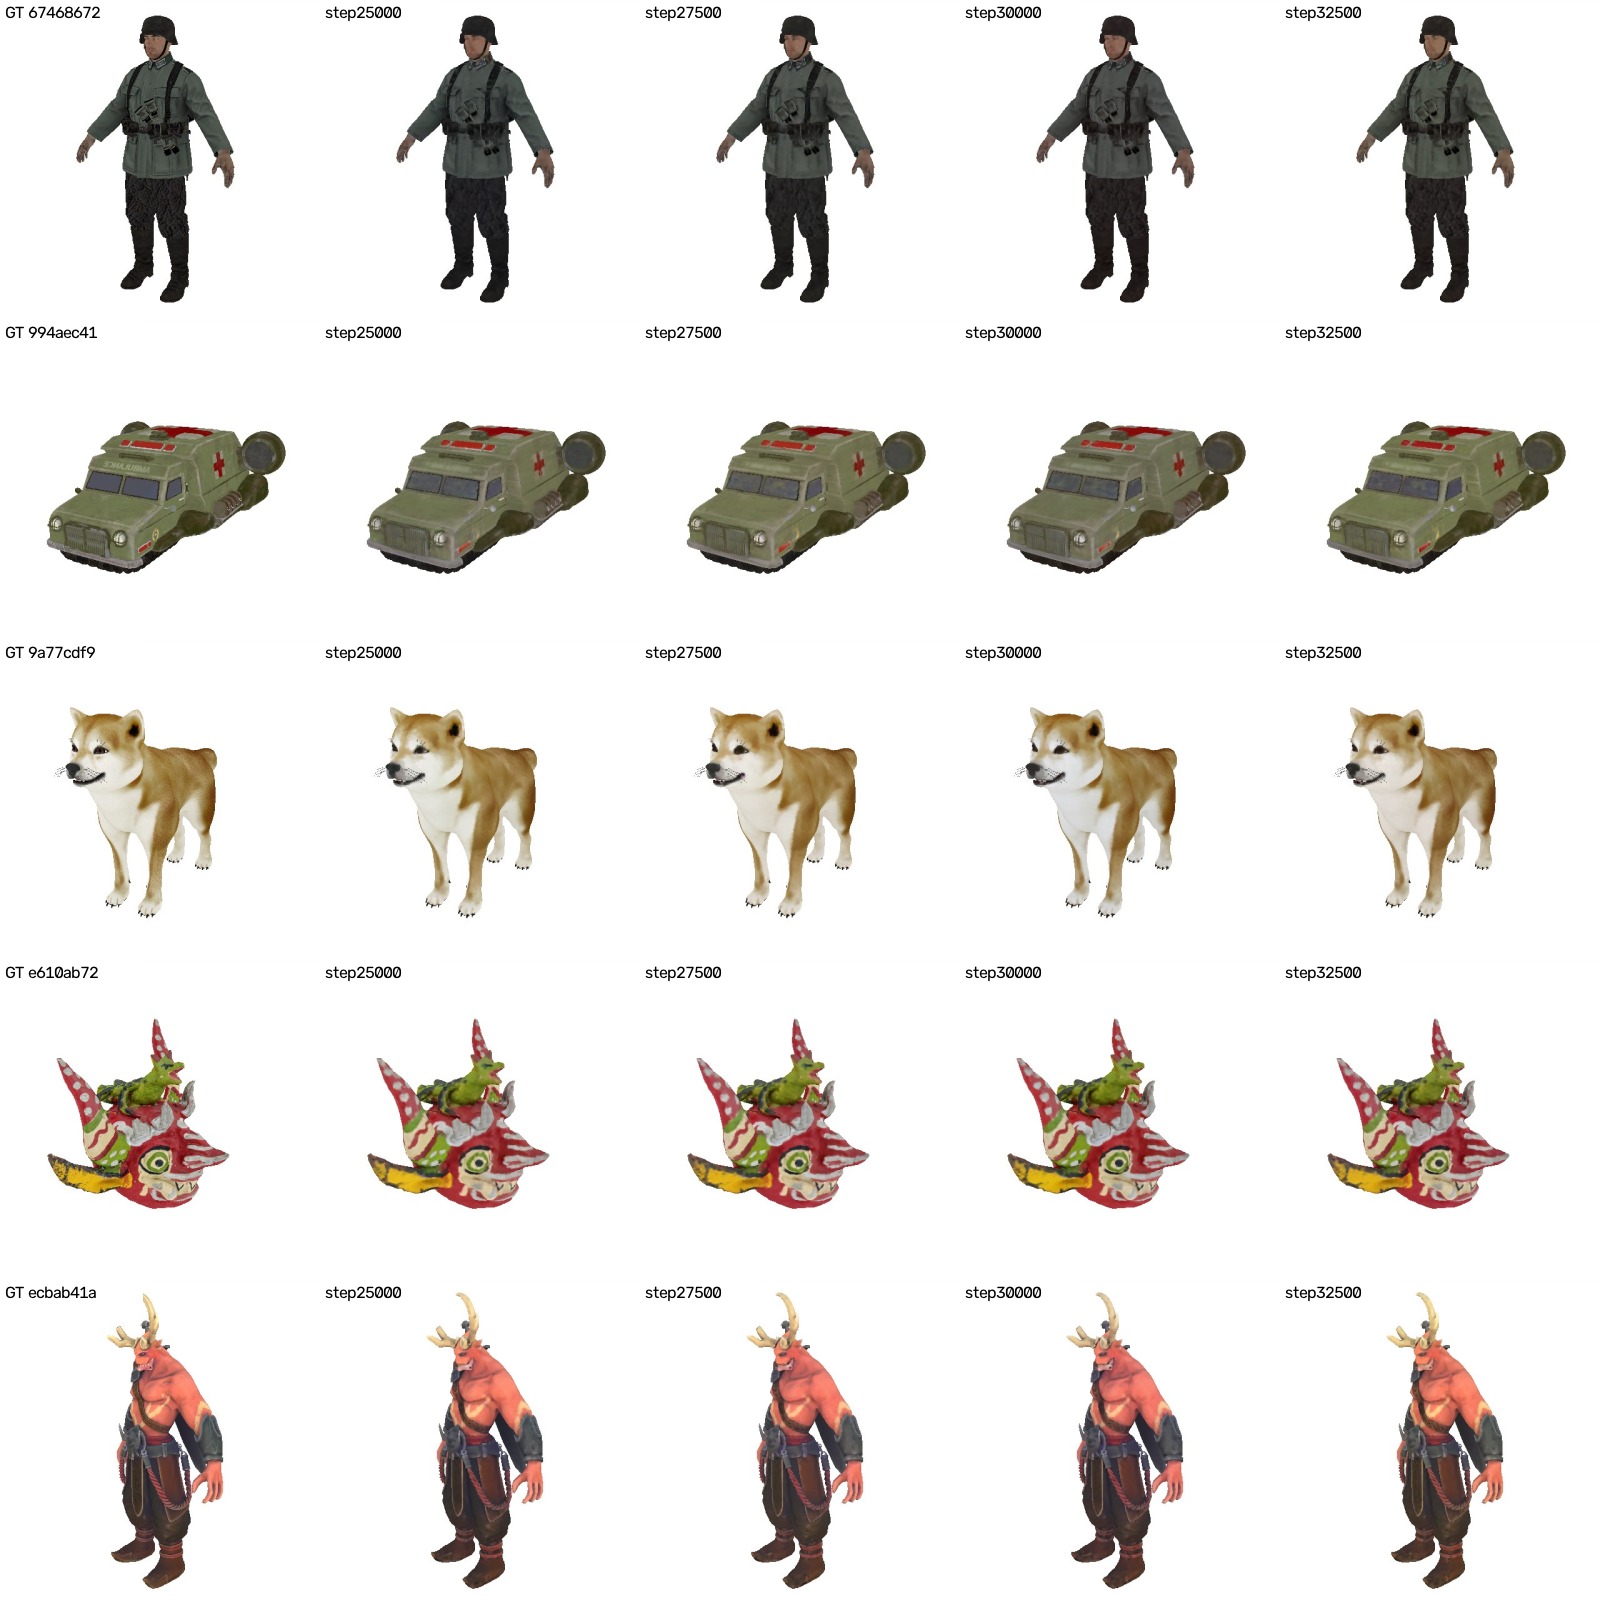 GT 67468672 step25000 step27500 step30000 step32500
GT 994aec41 step25000 step27500 step30000 step32500
AMBULANCE
GT 9a77cdf9 step25000 step27500 step30000 step32500
GT e610ab72 step25000 step27500 step30000 step32500
GT ecbab41a step25000 step27500 step30000 step32500